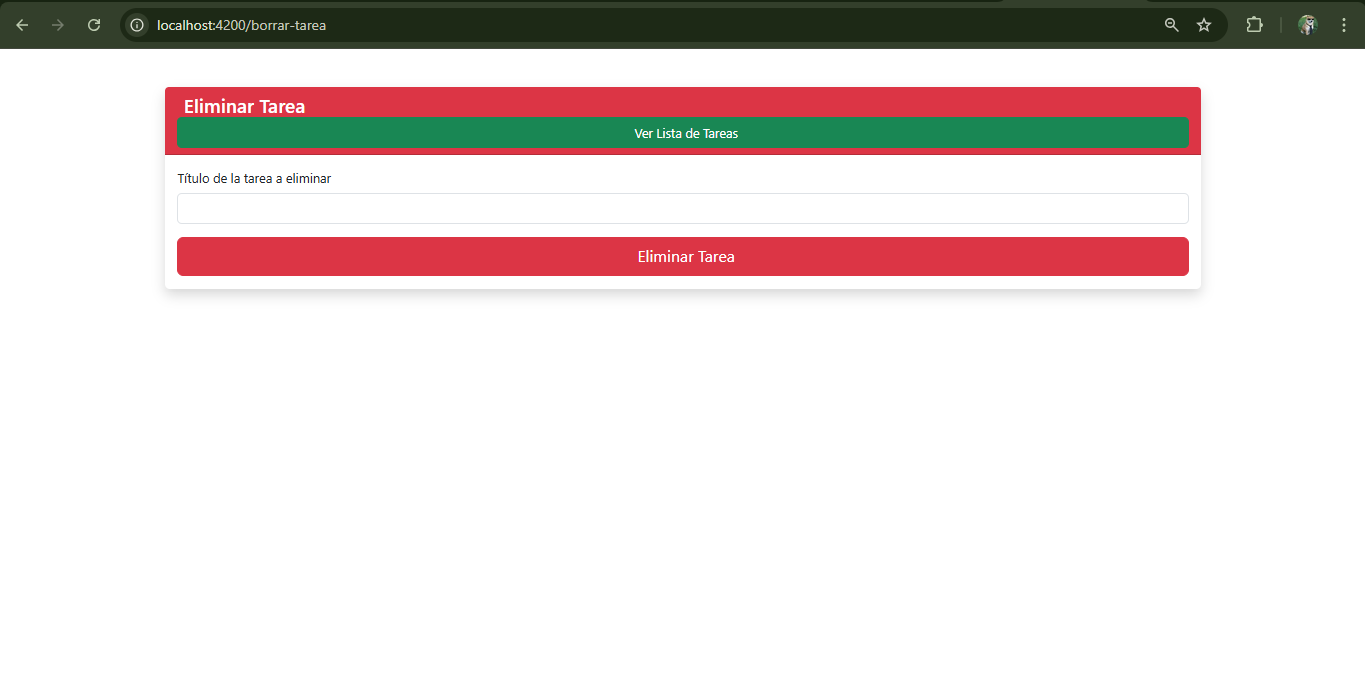 localhost:4200/borrar-tarea
Eliminar Tarea
Ver Lista de Tareas
Título de la tarea a eliminar
Eliminar Tarea